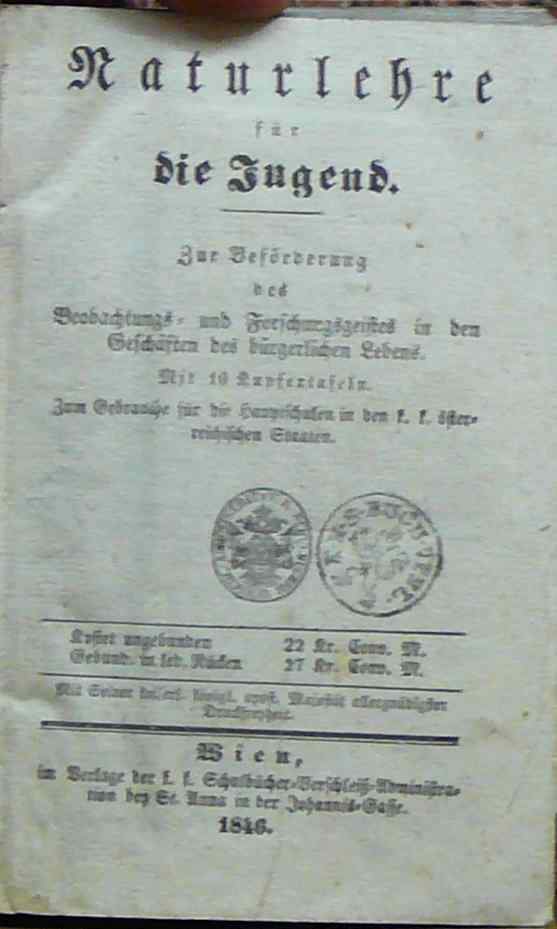 Naturlehre
für
die Jugend.
Zur Beförderung
des
Beobachtungs- und Forschungsgeistes in den
Geschäften des bürgerlichen Lebens.
Mit 10 Kupfertafeln.
Zum Gebrauche für die Hauptschulen in den k. k. öster-
reichischen Staaten.
Kostet ungebunden 22 Kr. Conv. M.
Gebund. in led. Rücken 27 Kr. Conv. M.
Mit Seiner kaiserl. königl. apost. Majestät allergnädigster
Druckfreyheit.
Wien,
im Verlage der k. k. Schulbücher-Verschleiß-Administra-
tion bey St. Anna in der Johannis-Gasse.
1846.